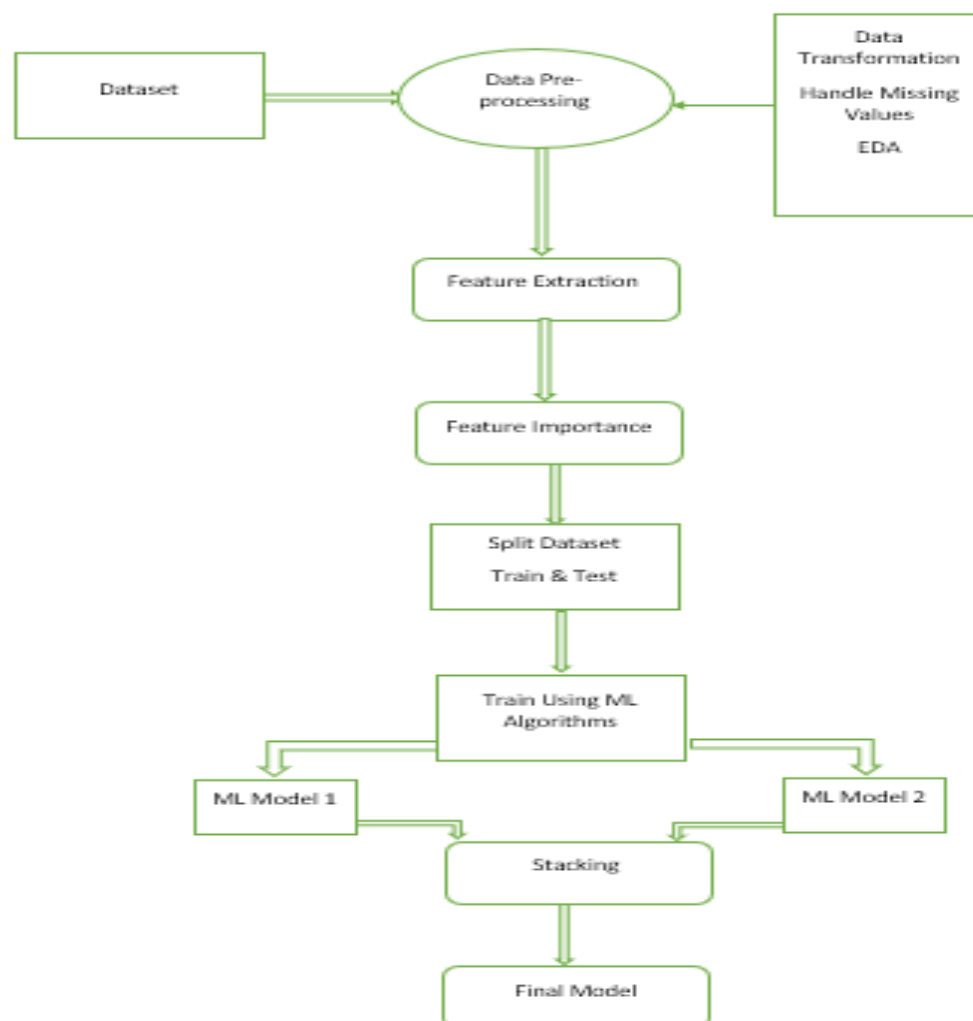 Dataset
Data Pre-
processing
Data
Transformation
Handle Missing
Values
EDA
Feature Extraction
Feature Importance
Split Dataset
Train & Test
Train Using ML
Algorithms
ML Model 1
ML Model 2
Stacking
Final Model